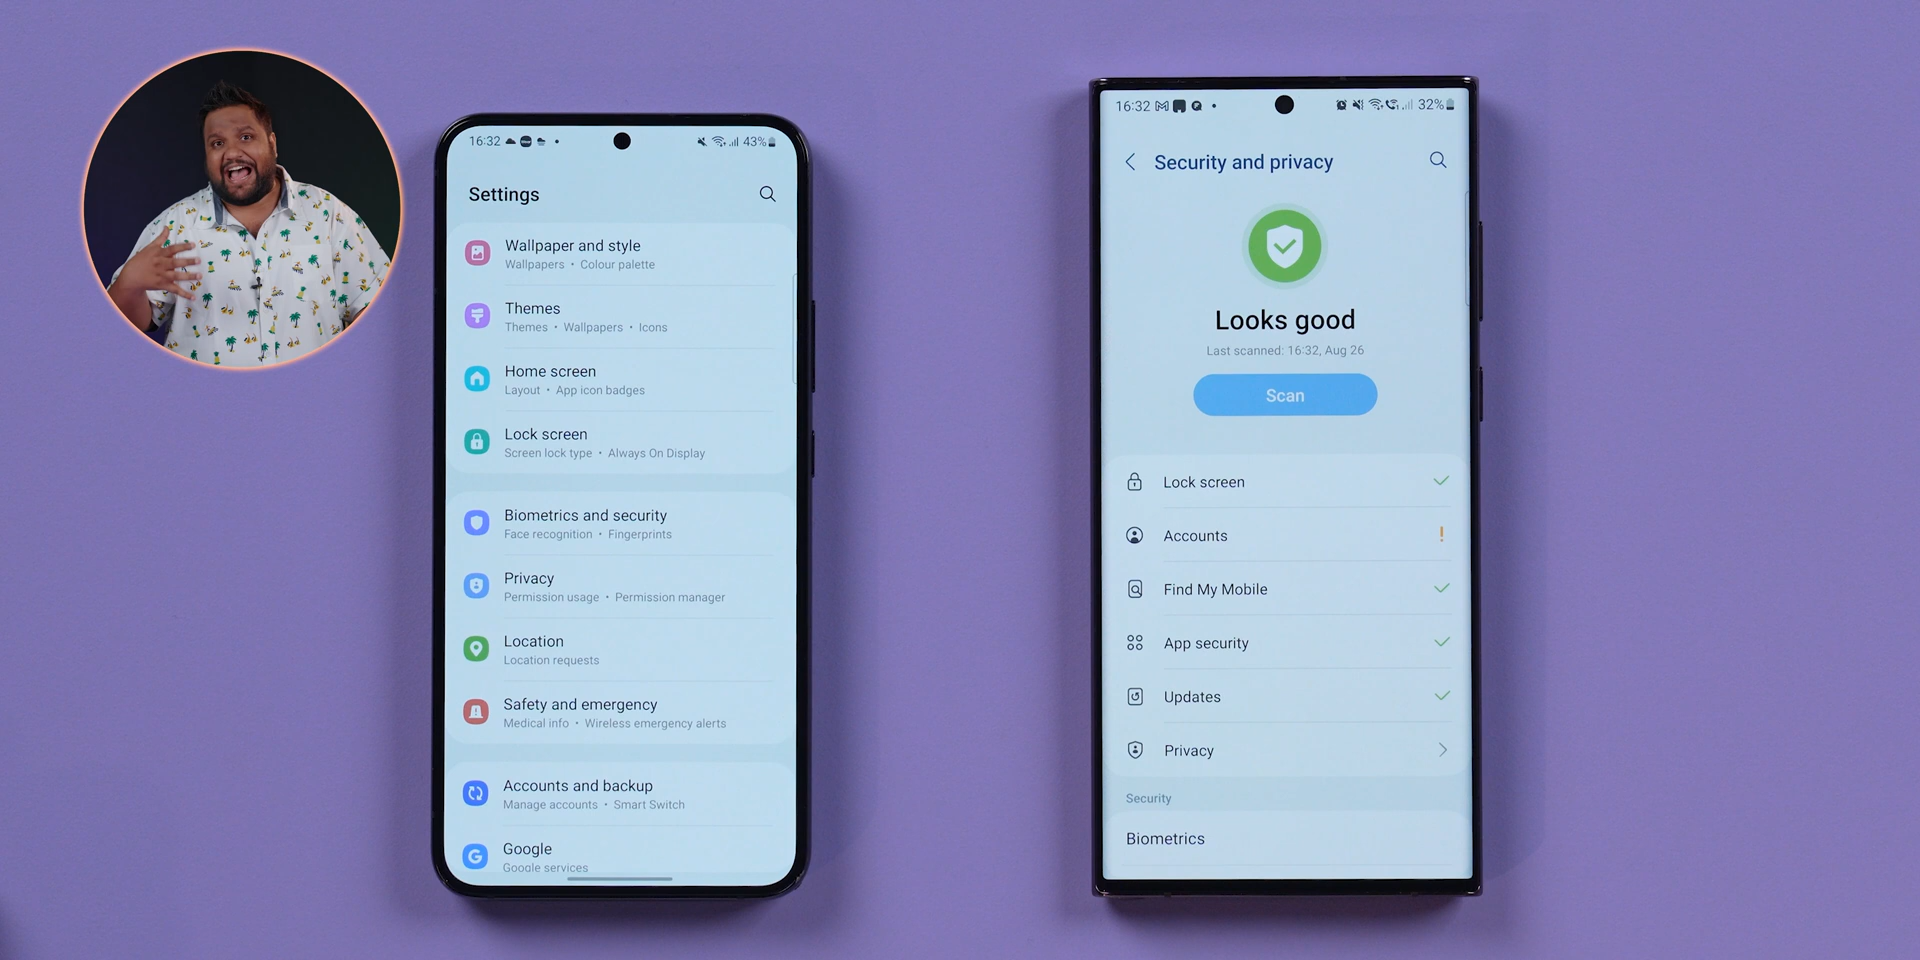 16:32
43%
Settings
Wallpaper and style
Wallpapers • Colour palette
Themes
Themes • Wallpapers • Icons
Home screen
Layout • App icon badges
Lock screen
Screen lock type • Always On Display
Biometrics and security
Face recognition • Fingerprints
Privacy
Permission usage • Permission manager
Location
Location requests
Safety and emergency
Medical info • Wireless emergency alerts
Accounts and backup
Manage accounts • Smart Switch
Google
Google services
16:32
32%
Security and privacy
Looks good
Last scanned: 16:32, Aug 26
Scan
Lock screen
Accounts
Find My Mobile
App security
Updates
Privacy
Security
Biometrics